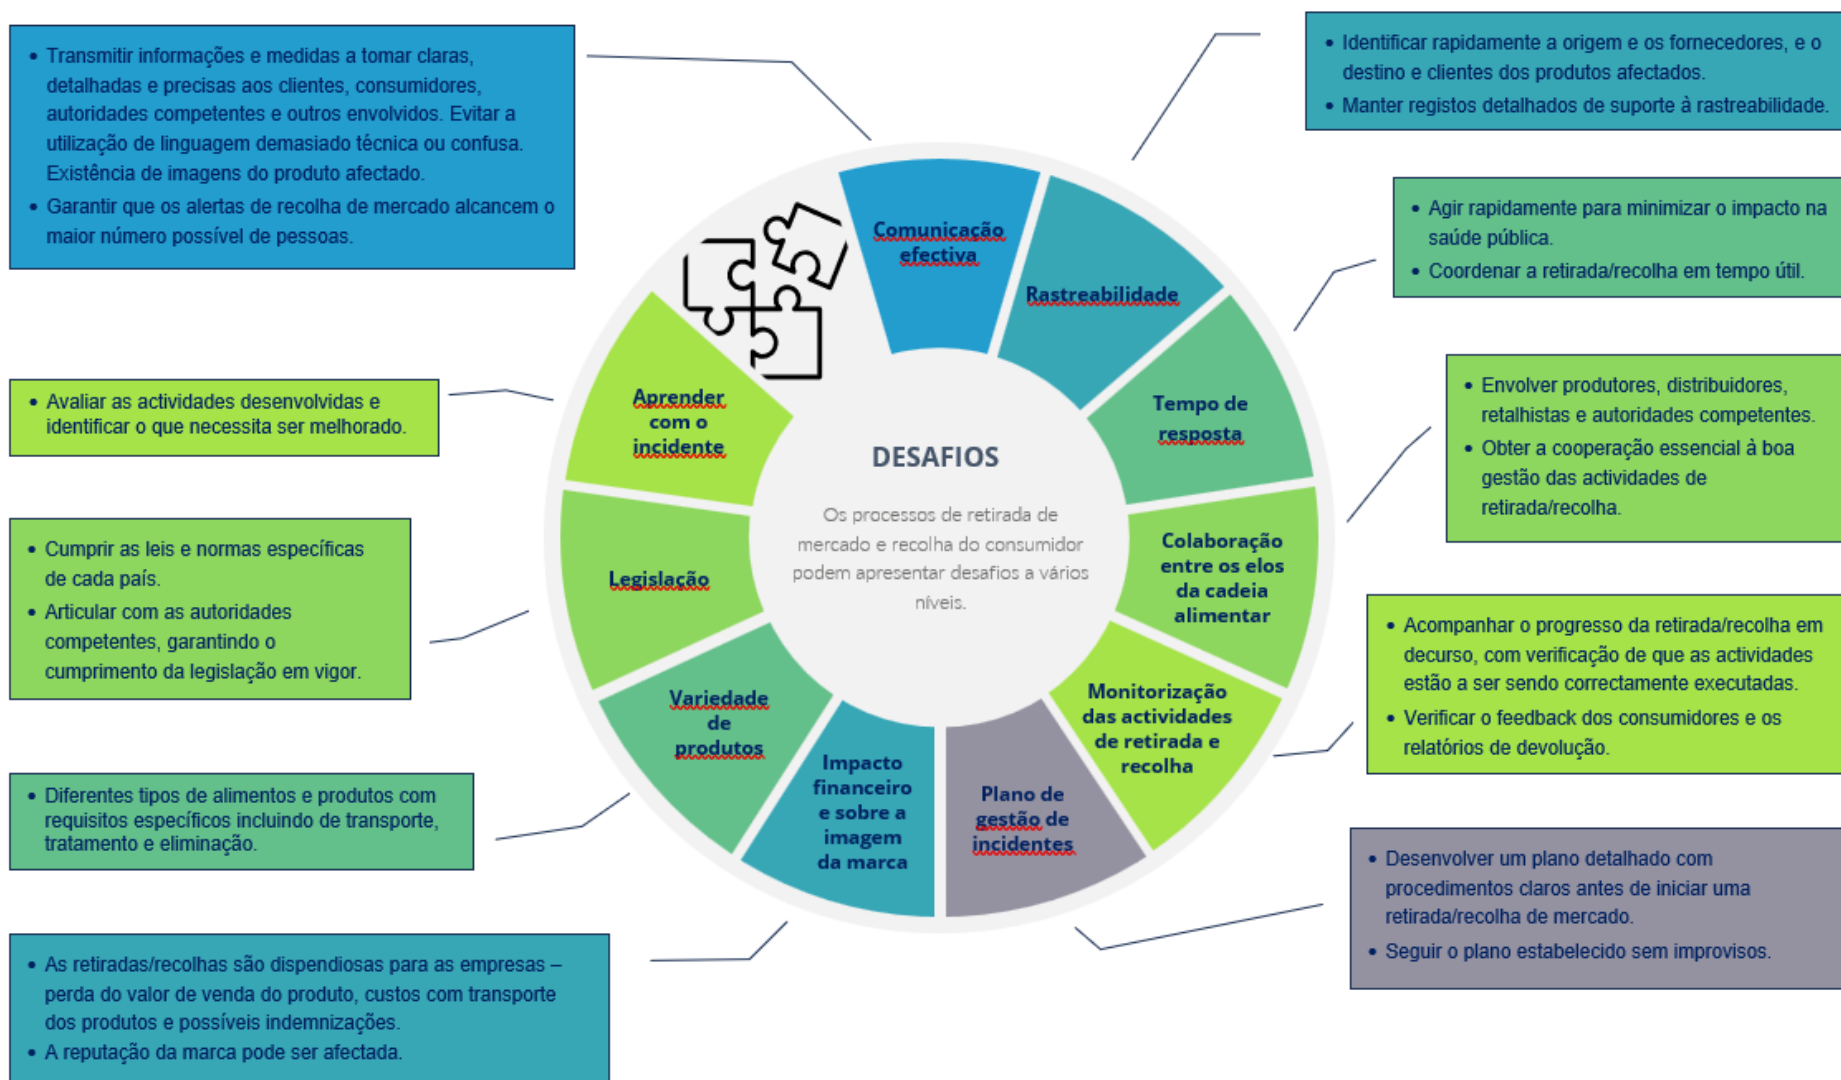 • Transmitir informações e medidas a tomar claras,
detalhadas e precisas aos clientes, consumidores,
autoridades competentes e outros envolvidos. Evitar a
utilização de linguagem demasiado técnica ou confusa.
Existência de imagens do produto afectado.
• Garantir que os alertas de recolha de mercado alcancem o
maior número possível de pessoas.
• Identificar rapidamente a origem e os fornecedores, e o
destino e clientes dos produtos afectados.
• Manter registos detalhados de suporte à rastreabilidade.
• Agir rapidamente para minimizar o impacto na
saúde pública.
• Coordenar a retirada/recolha em tempo útil.
• Envolver produtores, distribuidores,
retalhistas e autoridades competentes.
• Obter a cooperação essencial à boa
gestão das actividades de
retirada/recolha.
• Acompanhar o progresso da retirada/recolha em
decurso, com verificação de que as actividades
estão a ser sendo correctamente executadas.
• Verificar o feedback dos consumidores e os
relatórios de devolução.
• Desenvolver um plano detalhado com
procedimentos claros antes de iniciar uma
retirada/recolha de mercado.
• Seguir o plano estabelecido sem improvisos.
• As retiradas/recolhas são dispendiosas para as empresas –
perda do valor de venda do produto, custos com transporte
dos produtos e possíveis indemnizações.
• A reputação da marca pode ser afectada.
• Diferentes tipos de alimentos e produtos com
requisitos específicos incluindo de transporte,
tratamento e eliminação.
• Cumprir as leis e normas específicas
de cada país.
• Articular com as autoridades
competentes, garantindo o
cumprimento da legislação em vigor.
• Avaliar as actividades desenvolvidas e
identificar o que necessita ser melhorado.
Comunicação
efectiva
Rastreabilidade
Tempo de
resposta
Colaboração
entre os elos
da cadeia
alimentar
Monitorização
das actividades
de retirada e
recolha
Plano de
gestão de
incidentes
Impacto
financeiro
e sobre a
imagem
da marca
Variedade
de
produtos
Legislação
Aprender
com o
incidente
DESAFIOS
Os processos de retirada de
mercado e recolha do consumidor
podem apresentar desafios a vários
níveis.